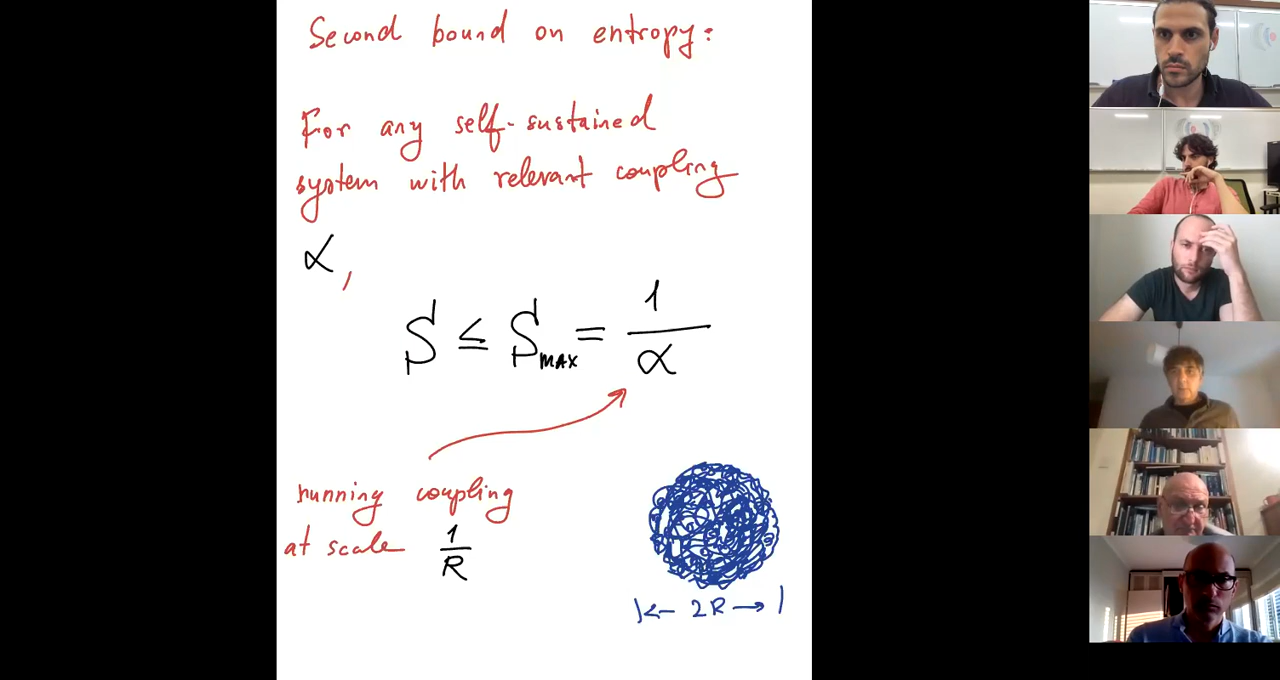 Second bound on entropy:
For any self-sustained
system with relevant coupling
α,
S ≤ S_MAX = 1/α
running coupling
at scale 1/R
|← 2R →|